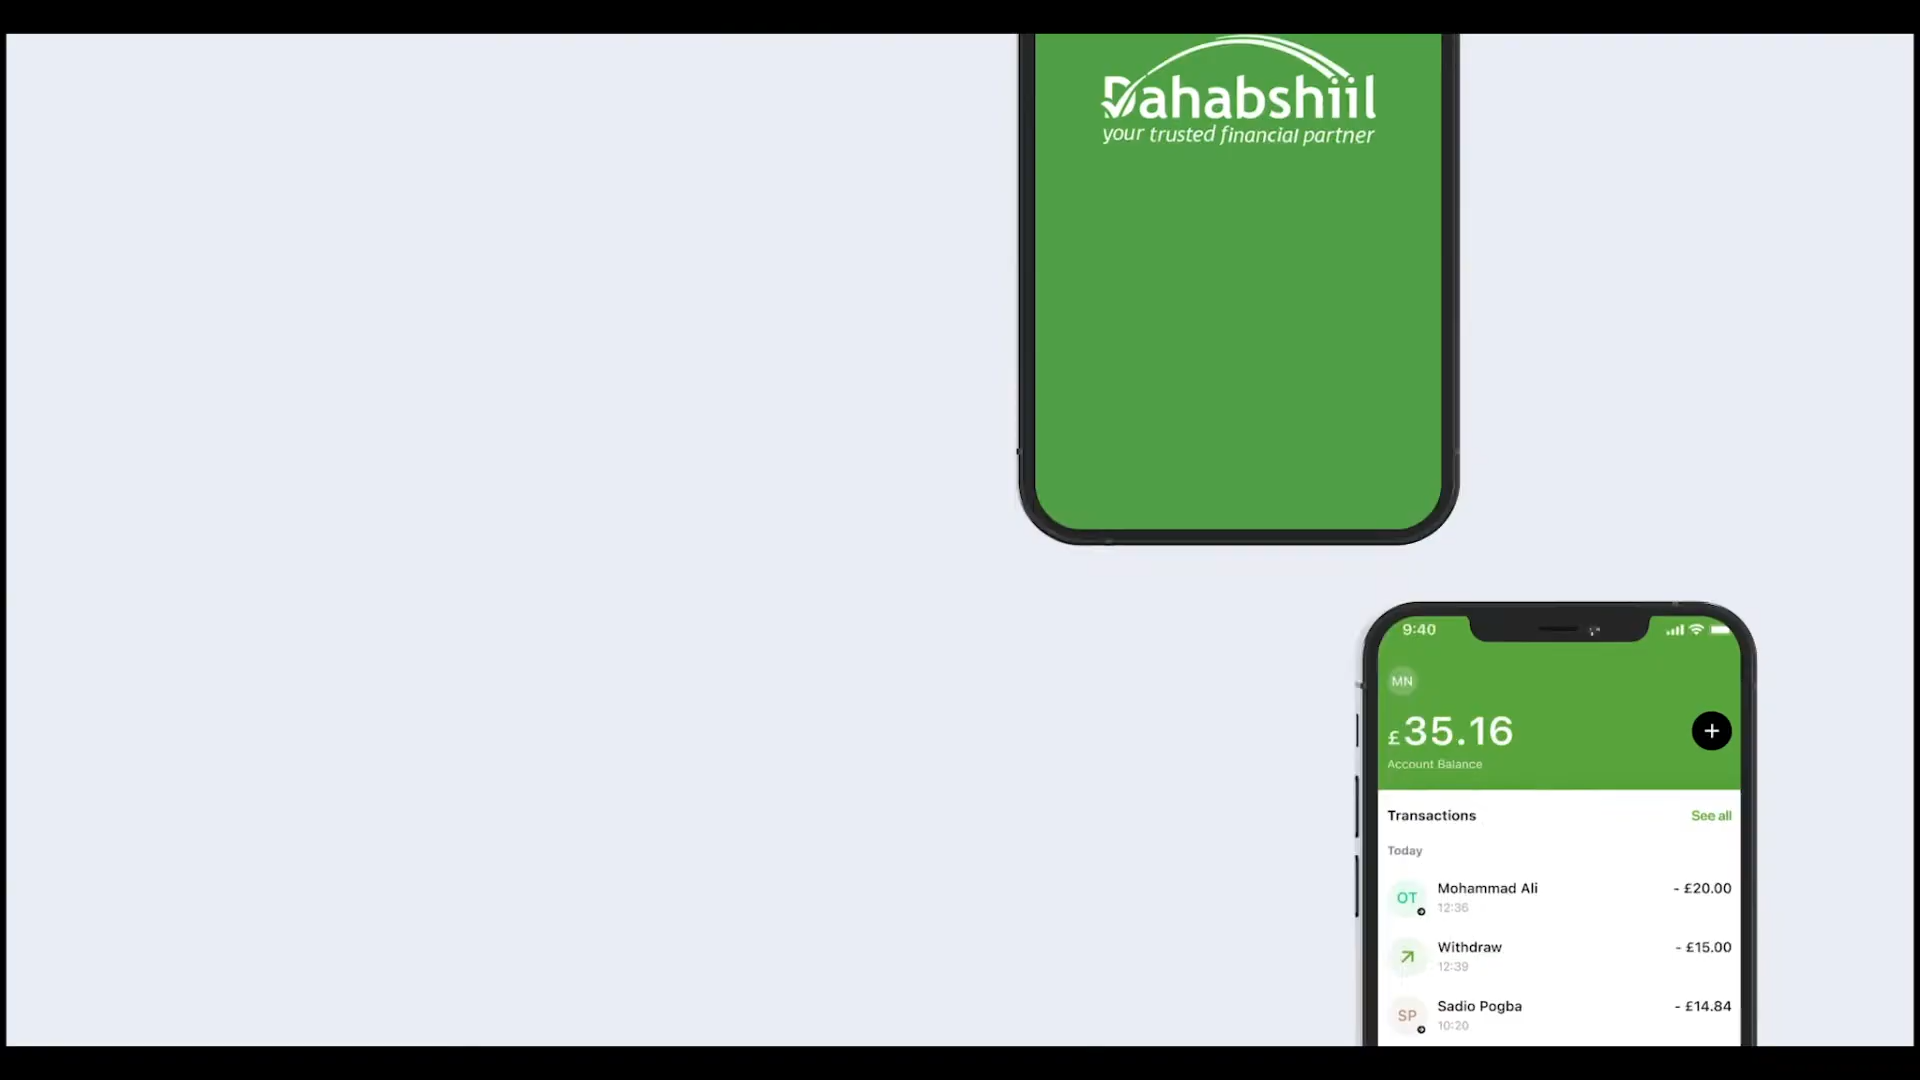 Dahabshiil
your trusted financial partner
9:40
MN
£35.16
Account Balance
Transactions
See all
Today
OT
Mohammad Ali
- £20.00
12:36
Withdraw
- £15.00
12:39
SP
Sadio Pogba
- £14.84
10:20